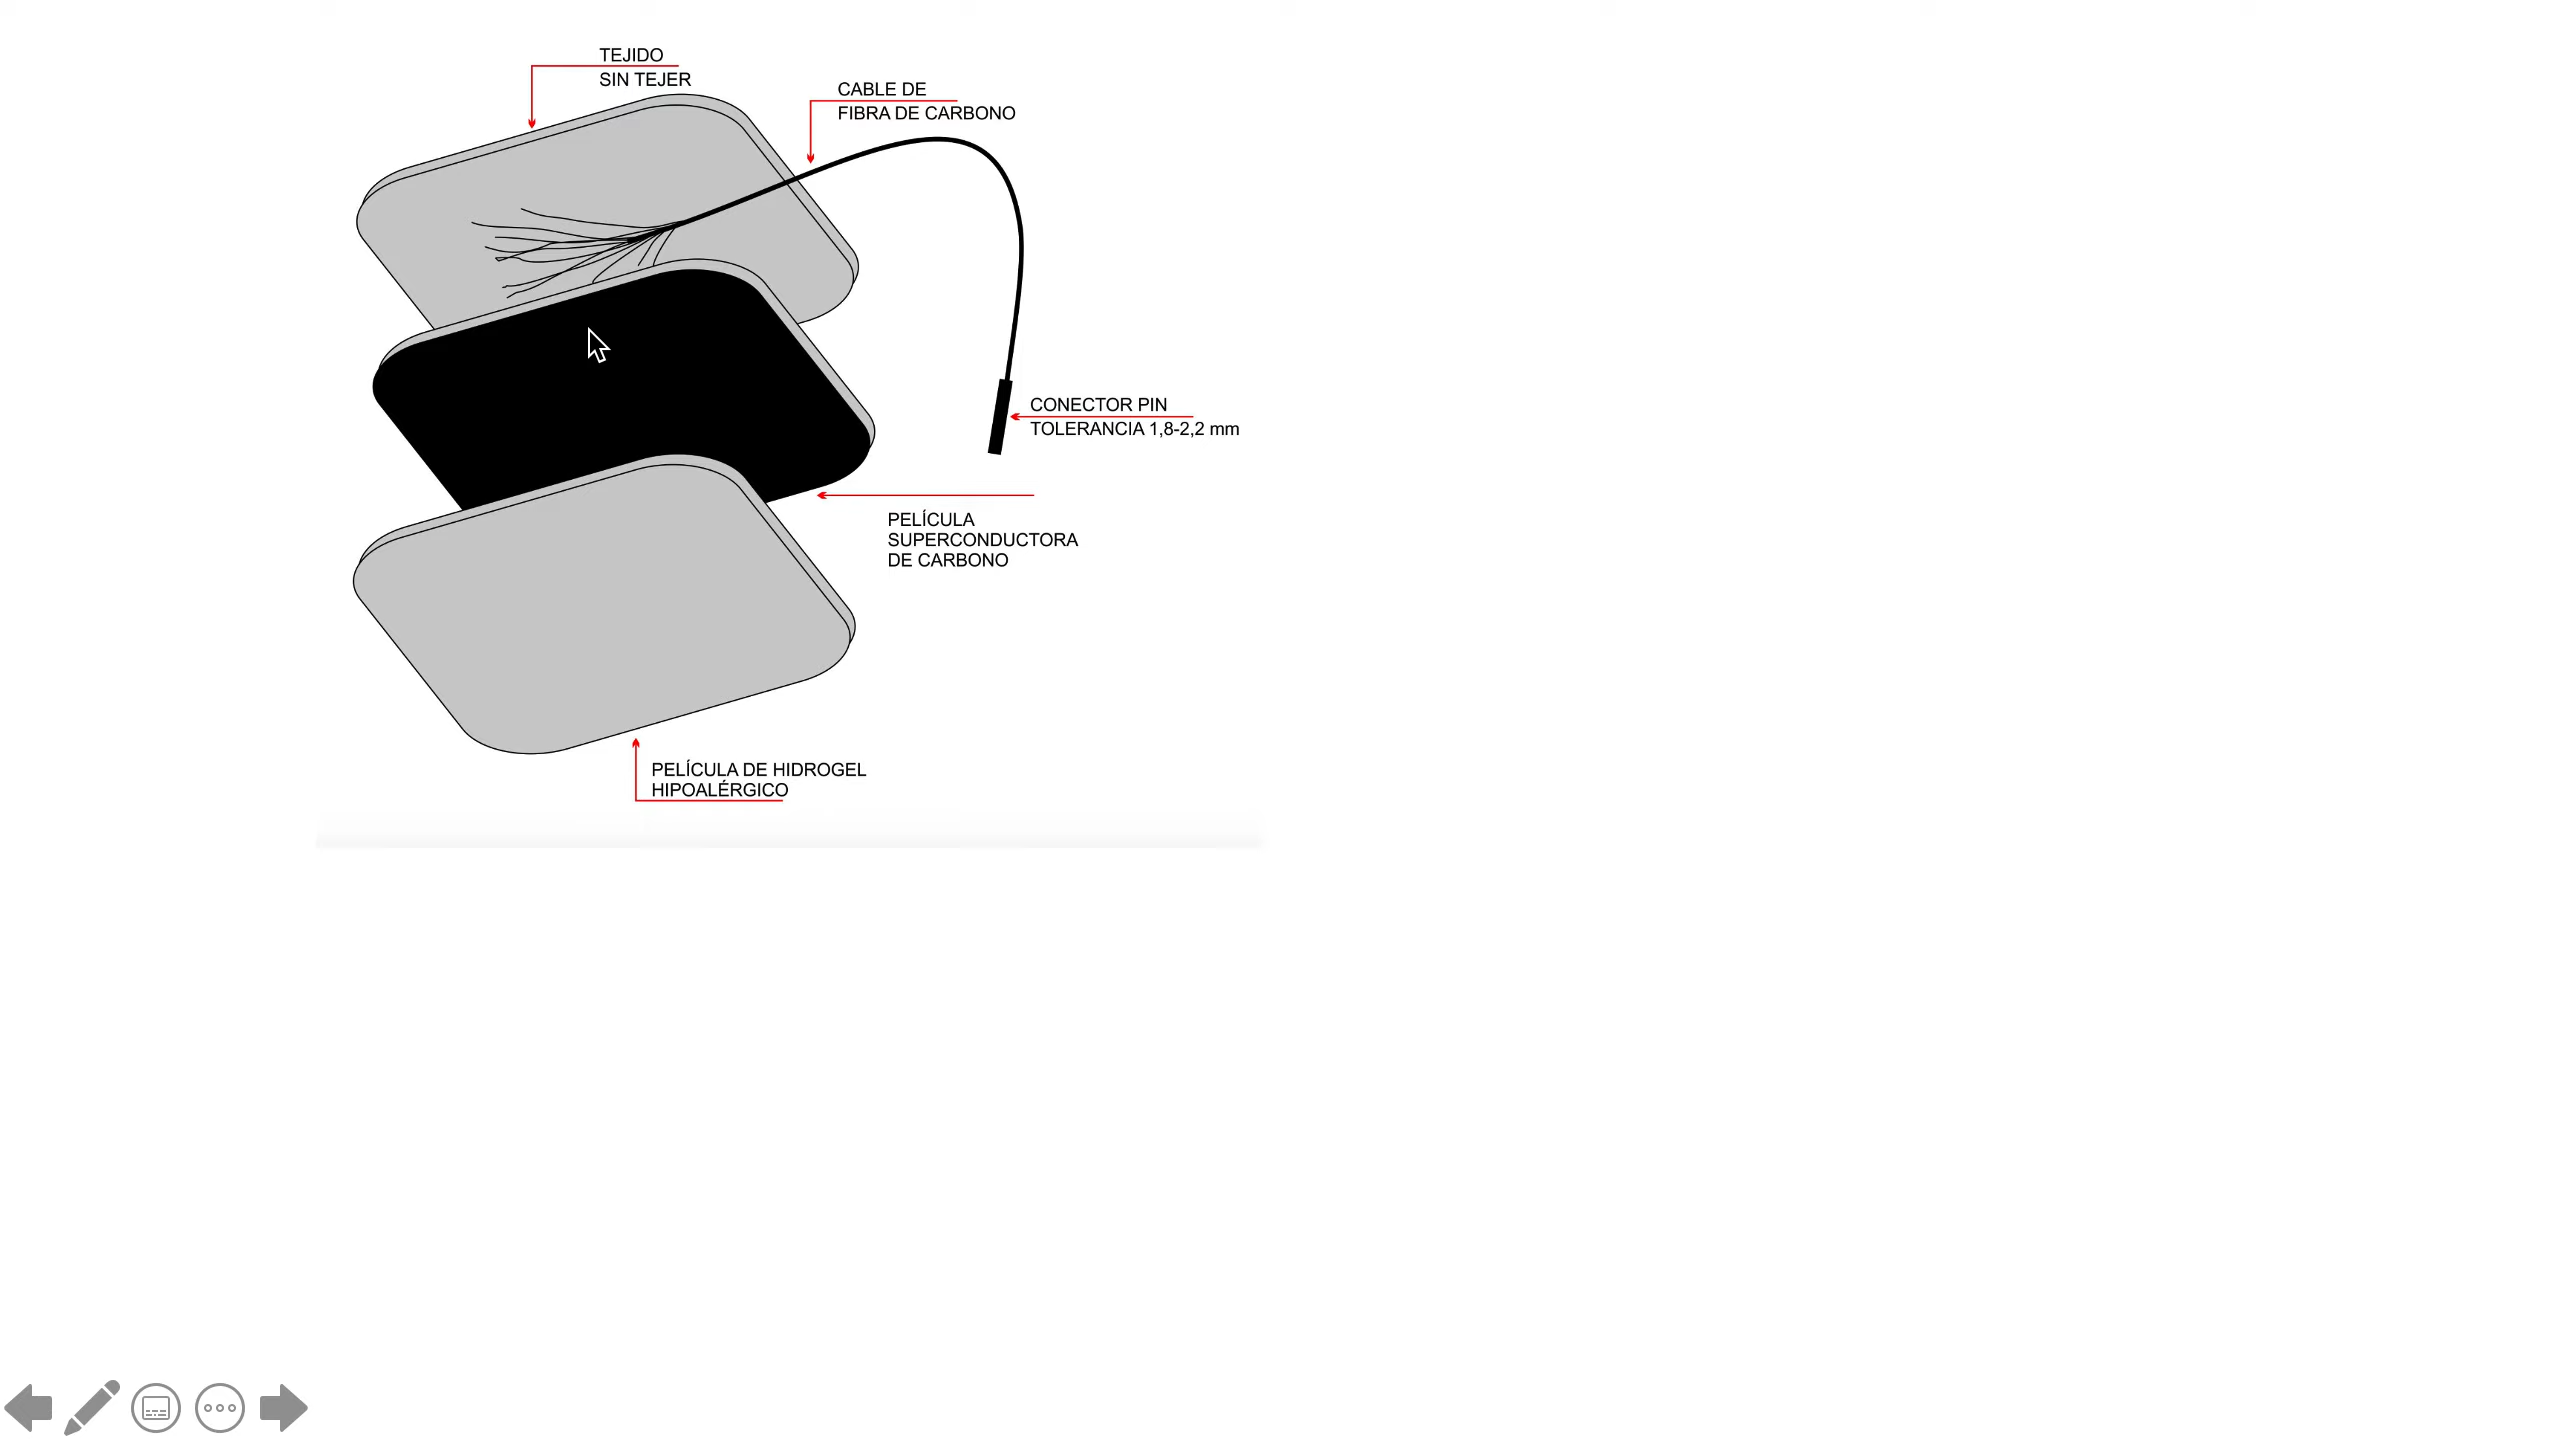 TEJIDO
SIN TEJER
CABLE DE
FIBRA DE CARBONO
CONECTOR PIN
TOLERANCIA 1,8-2,2 mm
PELÍCULA
SUPERCONDUCTORA
DE CARBONO
PELÍCULA DE HIDROGEL
HIPOALÉRGICO